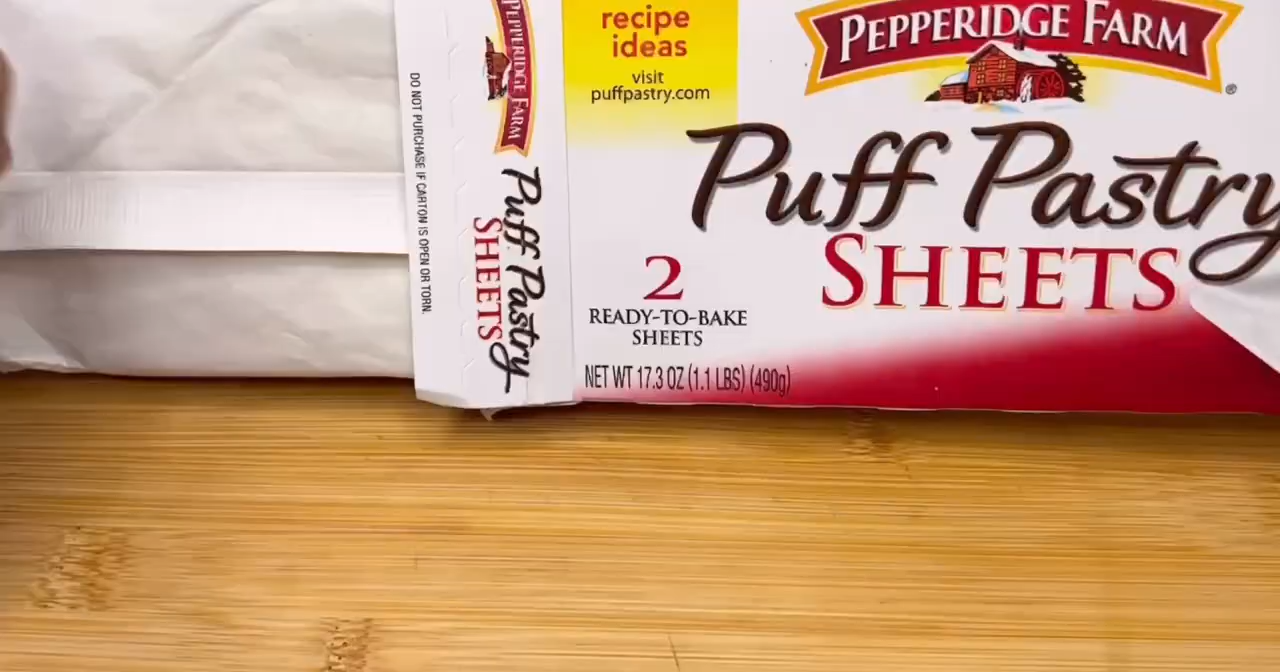 DO NOT PURCHASE IF CARTON IS OPEN OR TORN.
PEPPERIDGE FARM
Puff Pastry
SHEETS
recipe
ideas
visit
puffpastry.com
PEPPERIDGE FARM
®
Puff Pastry
SHEETS
2
READY-TO-BAKE
SHEETS
NET WT 17.3 OZ (1.1 LBS) (490g)